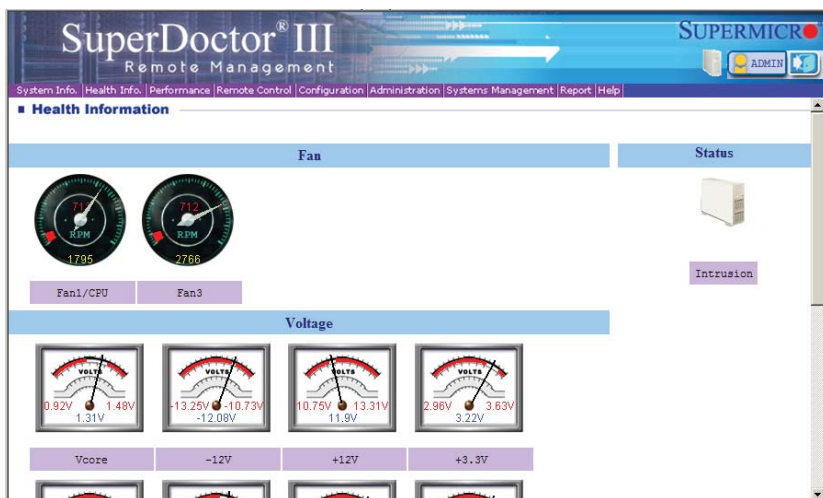 SuperDoctor® III
Remote Management
SUPERMICRO
ADMIN
System Info. Health Info. Performance Remote Control Configuration Administration Systems Management Report Help
Health Information
Fan
Status
712
RPM
1795
712
RPM
2766
Fan1/CPU
Fan3
Intrusion
Voltage
VOLTS
0.92V 1.48V
1.31V
VOLTS
-13.25V -10.73V
-12.08V
VOLTS
10.75V 13.31V
11.9V
VOLTS
2.96V 3.63V
3.22V
Vcore
-12V
+12V
+3.3V